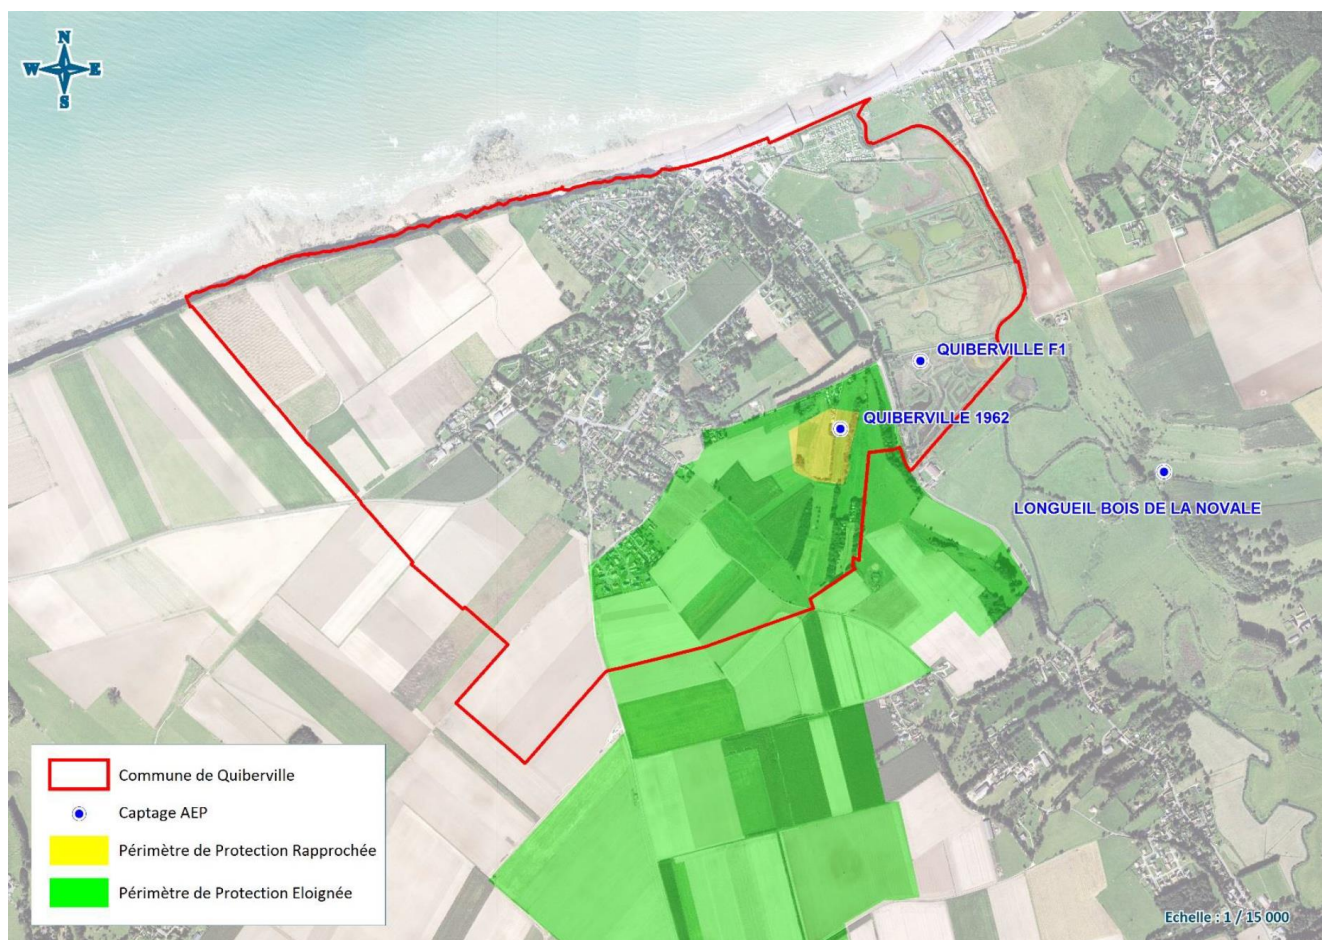 N
W E
S
QUIBERVILLE F1
QUIBERVILLE 1962
LONGUEIL BOIS DE LA NOVALE
Commune de Quiberville
Captage AEP
Périmètre de Protection Rapprochée
Périmètre de Protection Eloignée
Echelle : 1 / 15 000